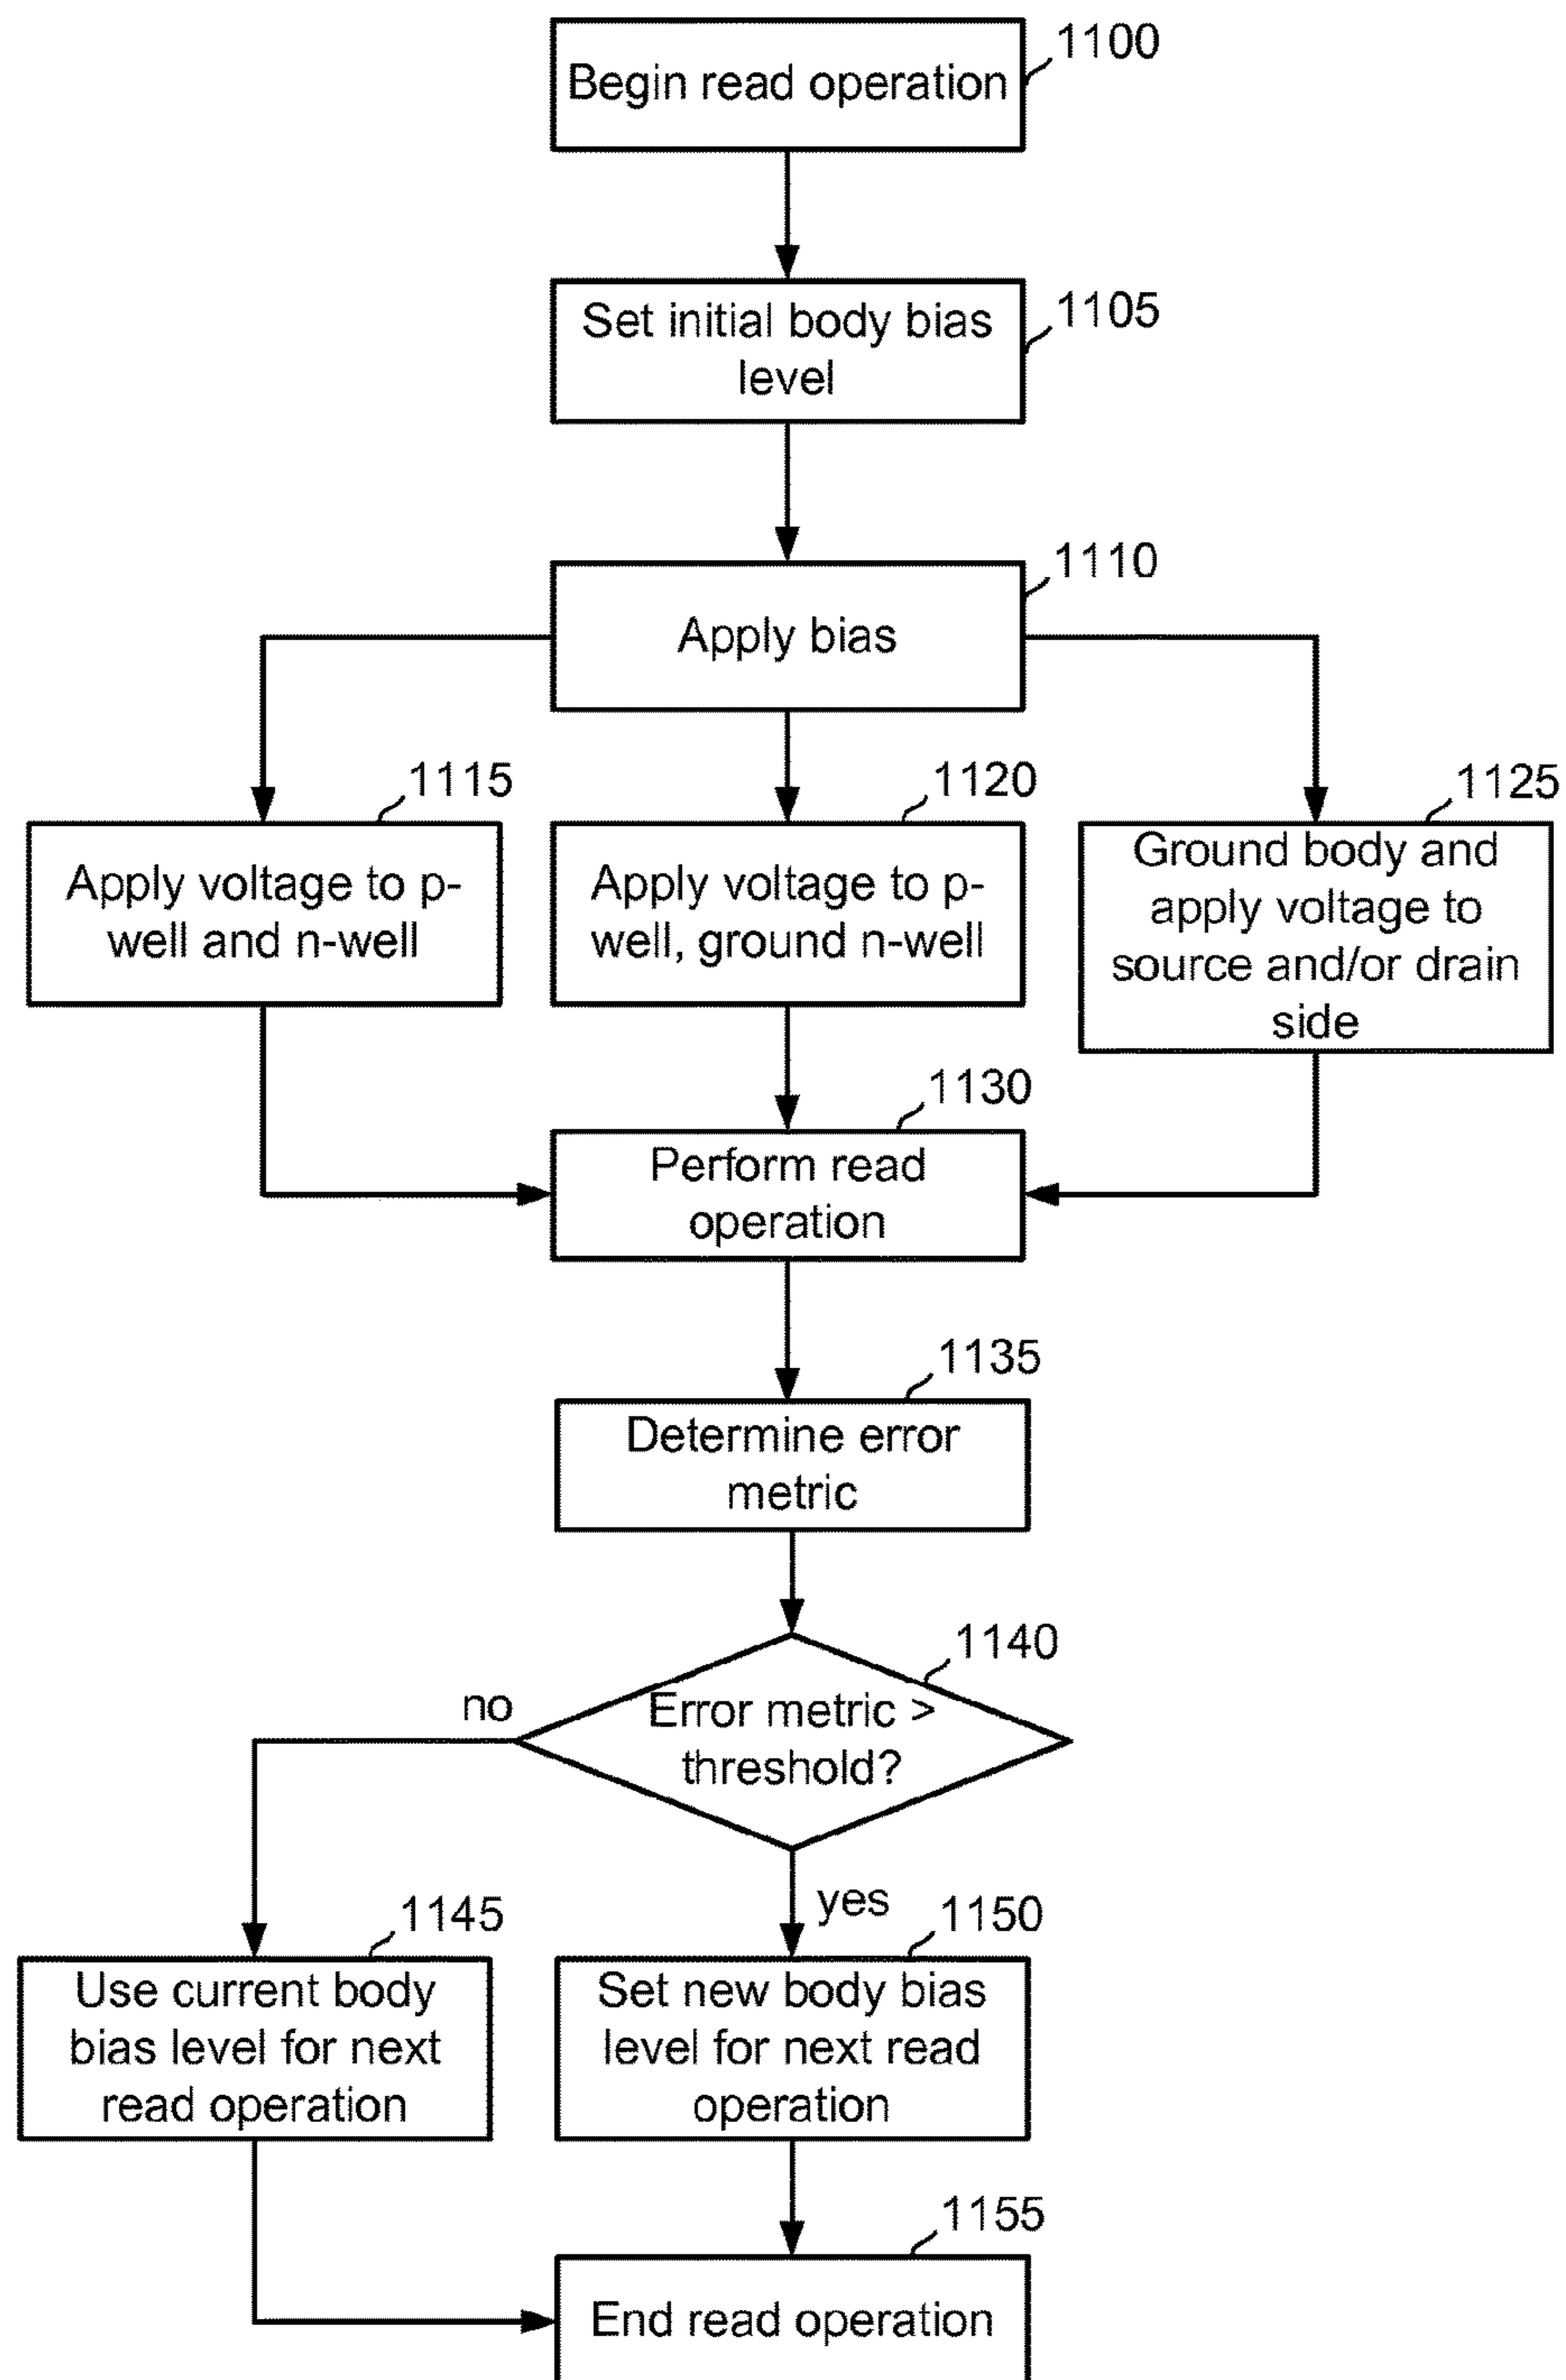 1100
Begin read operation
1105
Set initial body bias
level
1110
Apply bias
1115
Apply voltage to p-
well and n-well
1120
Apply voltage to p-
well, ground n-well
1125
Ground body and
apply voltage to
source and/or drain
side
1130
Perform read
operation
1135
Determine error
metric
1140
Error metric >
threshold?
no
yes
1145
Use current body
bias level for next
read operation
1150
Set new body bias
level for next read
operation
1155
End read operation